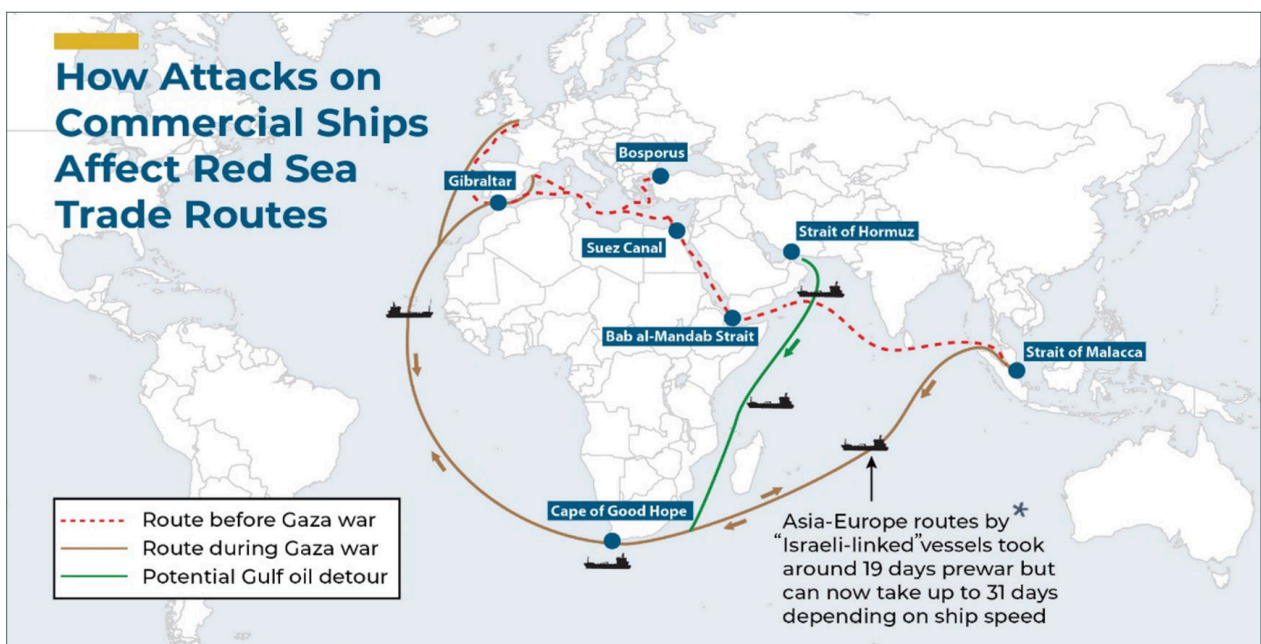 How Attacks on
Commercial Ships
Affect Red Sea
Trade Routes
Bosporus
Gibraltar
Suez Canal
Strait of Hormuz
Bab al-Mandab Strait
Strait of Malacca
Cape of Good Hope
Route before Gaza war
Route during Gaza war
Potential Gulf oil detour
Asia-Europe routes by *
“Israeli-linked” vessels took
around 19 days prewar but
can now take up to 31 days
depending on ship speed